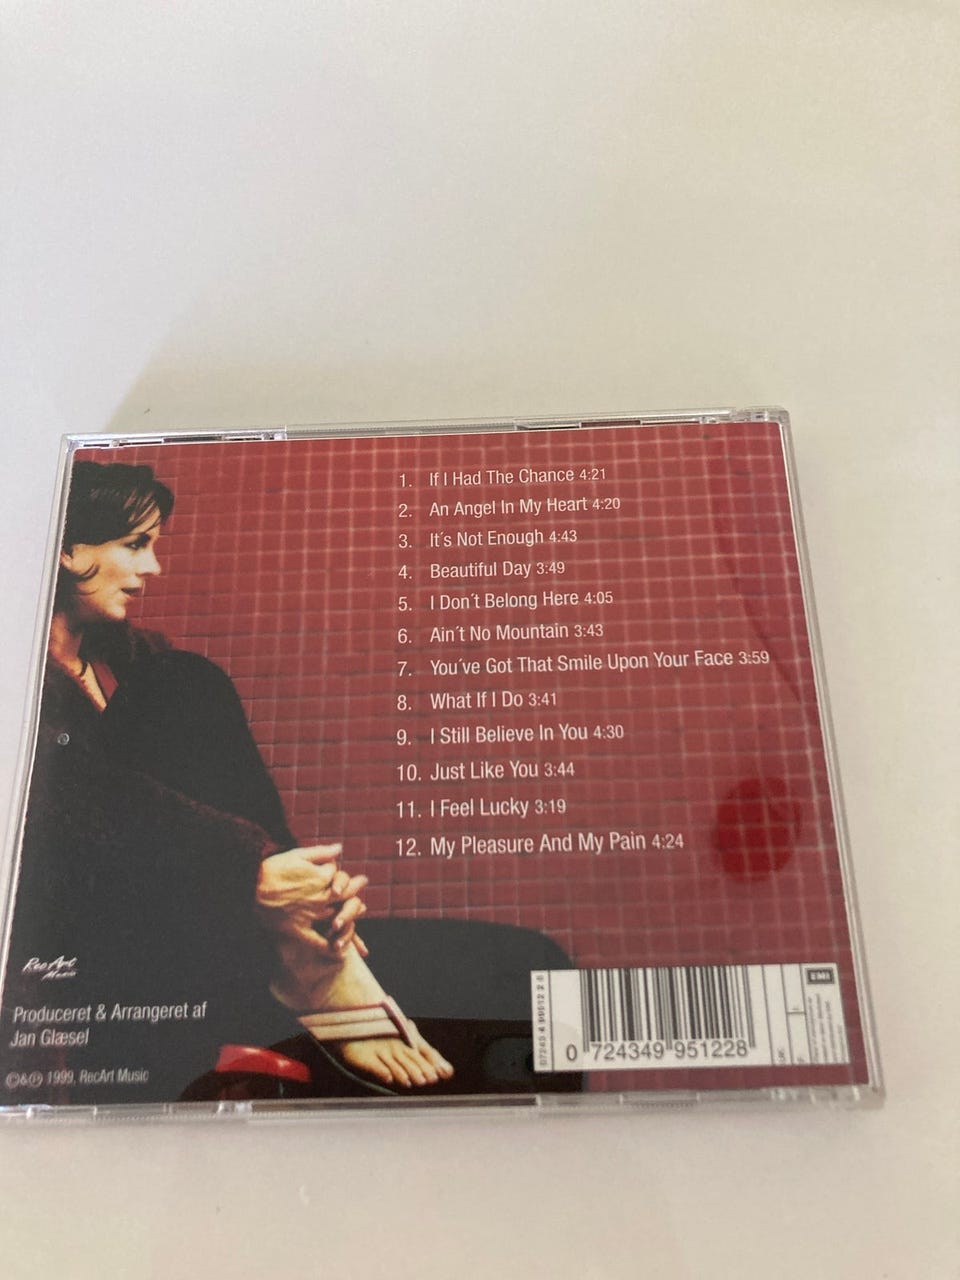 1. If I Had The Chance 4:21
2. An Angel In My Heart 4:20
3. It´s Not Enough 4:43
4. Beautiful Day 3:49
5. I Don´t Belong Here 4:05
6. Ain´t No Mountain 3:43
7. You´ve Got That Smile Upon Your Face 3:59
8. What If I Do 3:41
9. I Still Believe In You 4:30
10. Just Like You 3:44
11. I Feel Lucky 3:19
12. My Pleasure And My Pain 4:24
RecArt
Music
Produceret & Arrangeret af
Jan Glæsel
©&℗ 1999, RecArt Music
EMI
0 724349 951228